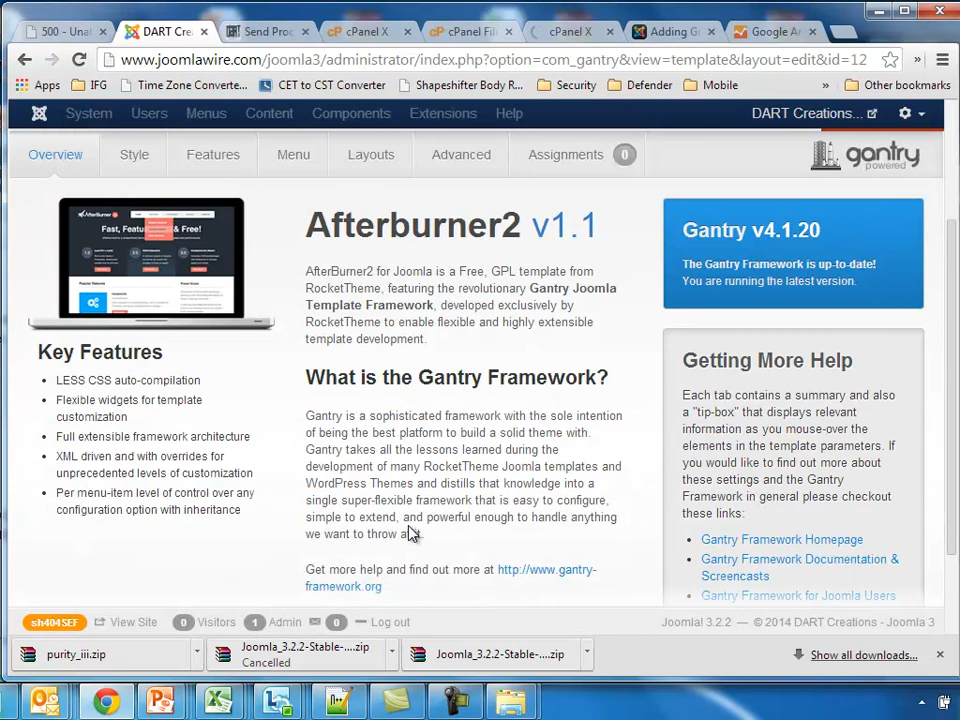 500 - Unal
DART Crea
Send Proc
cPanel X
cPanel Fil
cPanel X
Adding G
Google A
www.joomlawire.com/joomla3/administrator/index.php?option=com_gantry&view=template&layout=edit&id=12
Apps IFG Time Zone Converte... CET to CST Converter Shapeshifter Body R... Security Defender Mobile » Other bookmarks
System Users Menus Content Components Extensions Help DART Creations...
Overview Style Features Menu Layouts Advanced Assignments 0 gantry
powered
Afterburner2 v1.1
AfterBurner2 for Joomla is a Free, GPL template from
RocketTheme, featuring the revolutionary Gantry Joomla
Template Framework, developed exclusively by
RocketTheme to enable flexible and highly extensible
template development.
What is the Gantry Framework?
Gantry is a sophisticated framework with the sole intention
of being the best platform to build a solid theme with.
Gantry takes all the lessons learned during the
development of many RocketTheme Joomla templates and
WordPress Themes and distills that knowledge into a
single super-flexible framework that is easy to configure,
simple to extend, and powerful enough to handle anything
we want to throw at it.
Get more help and find out more at http://www.gantry-
framework.org
AfterBurner
Fast, Feat & Free!
Key Features
• LESS CSS auto-compilation
• Flexible widgets for template
customization
• Full extensible framework architecture
• XML driven and with overrides for
unprecedented levels of customization
• Per menu-item level of control over any
configuration option with inheritance
Gantry v4.1.20
The Gantry Framework is up-to-date!
You are running the latest version.
Getting More Help
Each tab contains a summary and also
a "tip-box" that displays relevant
information as you mouse-over the
elements in the template parameters. If
you would like to find out more about
these settings and the Gantry
Framework in general please checkout
these links:
• Gantry Framework Homepage
• Gantry Framework Documentation &
Screencasts
• Gantry Framework for Joomla Users
sh404SEF View Site 0 Visitors 1 Admin 0 Log out Joomla! 3.2.2 — © 2014 DART Creations - Joomla 3
purity_iii.zip
Joomla_3.2.2-Stable-....zip
Cancelled
Joomla_3.2.2-Stable-....zip
Show all downloads...